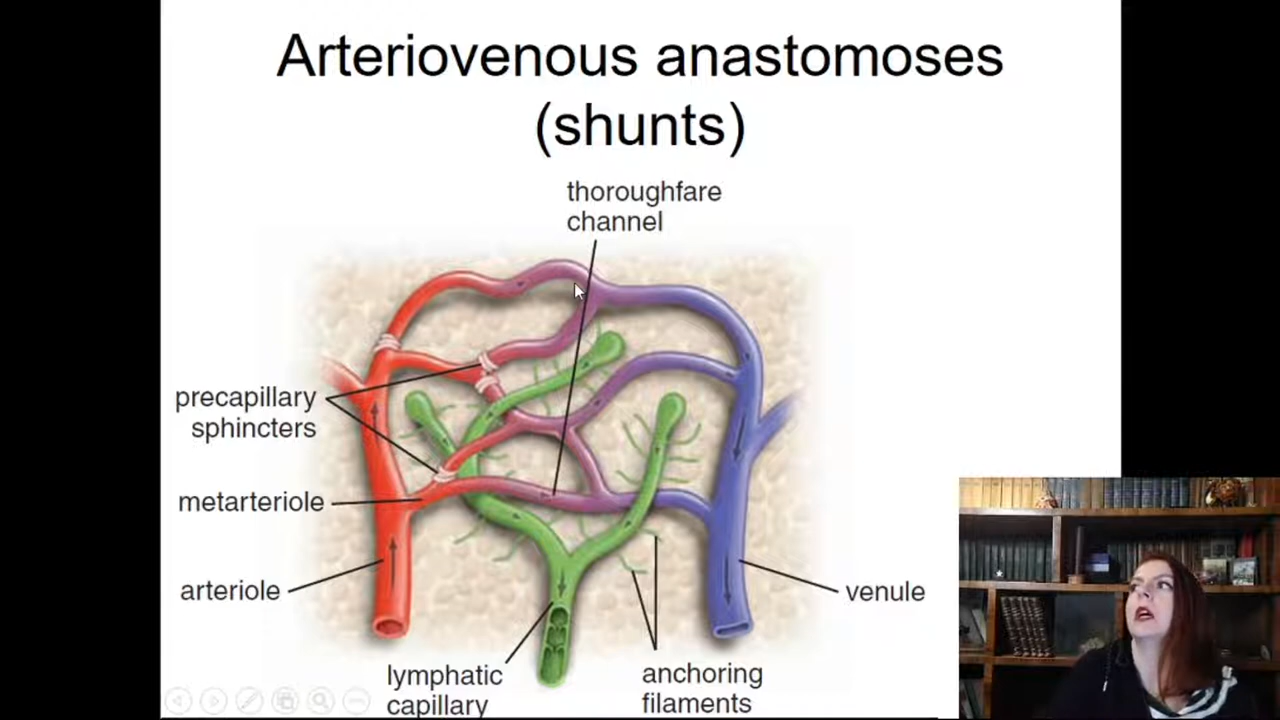 Arteriovenous anastomoses
(shunts)
thoroughfare
channel
precapillary
sphincters
metarteriole
arteriole
venule
lymphatic
capillary
anchoring
filaments